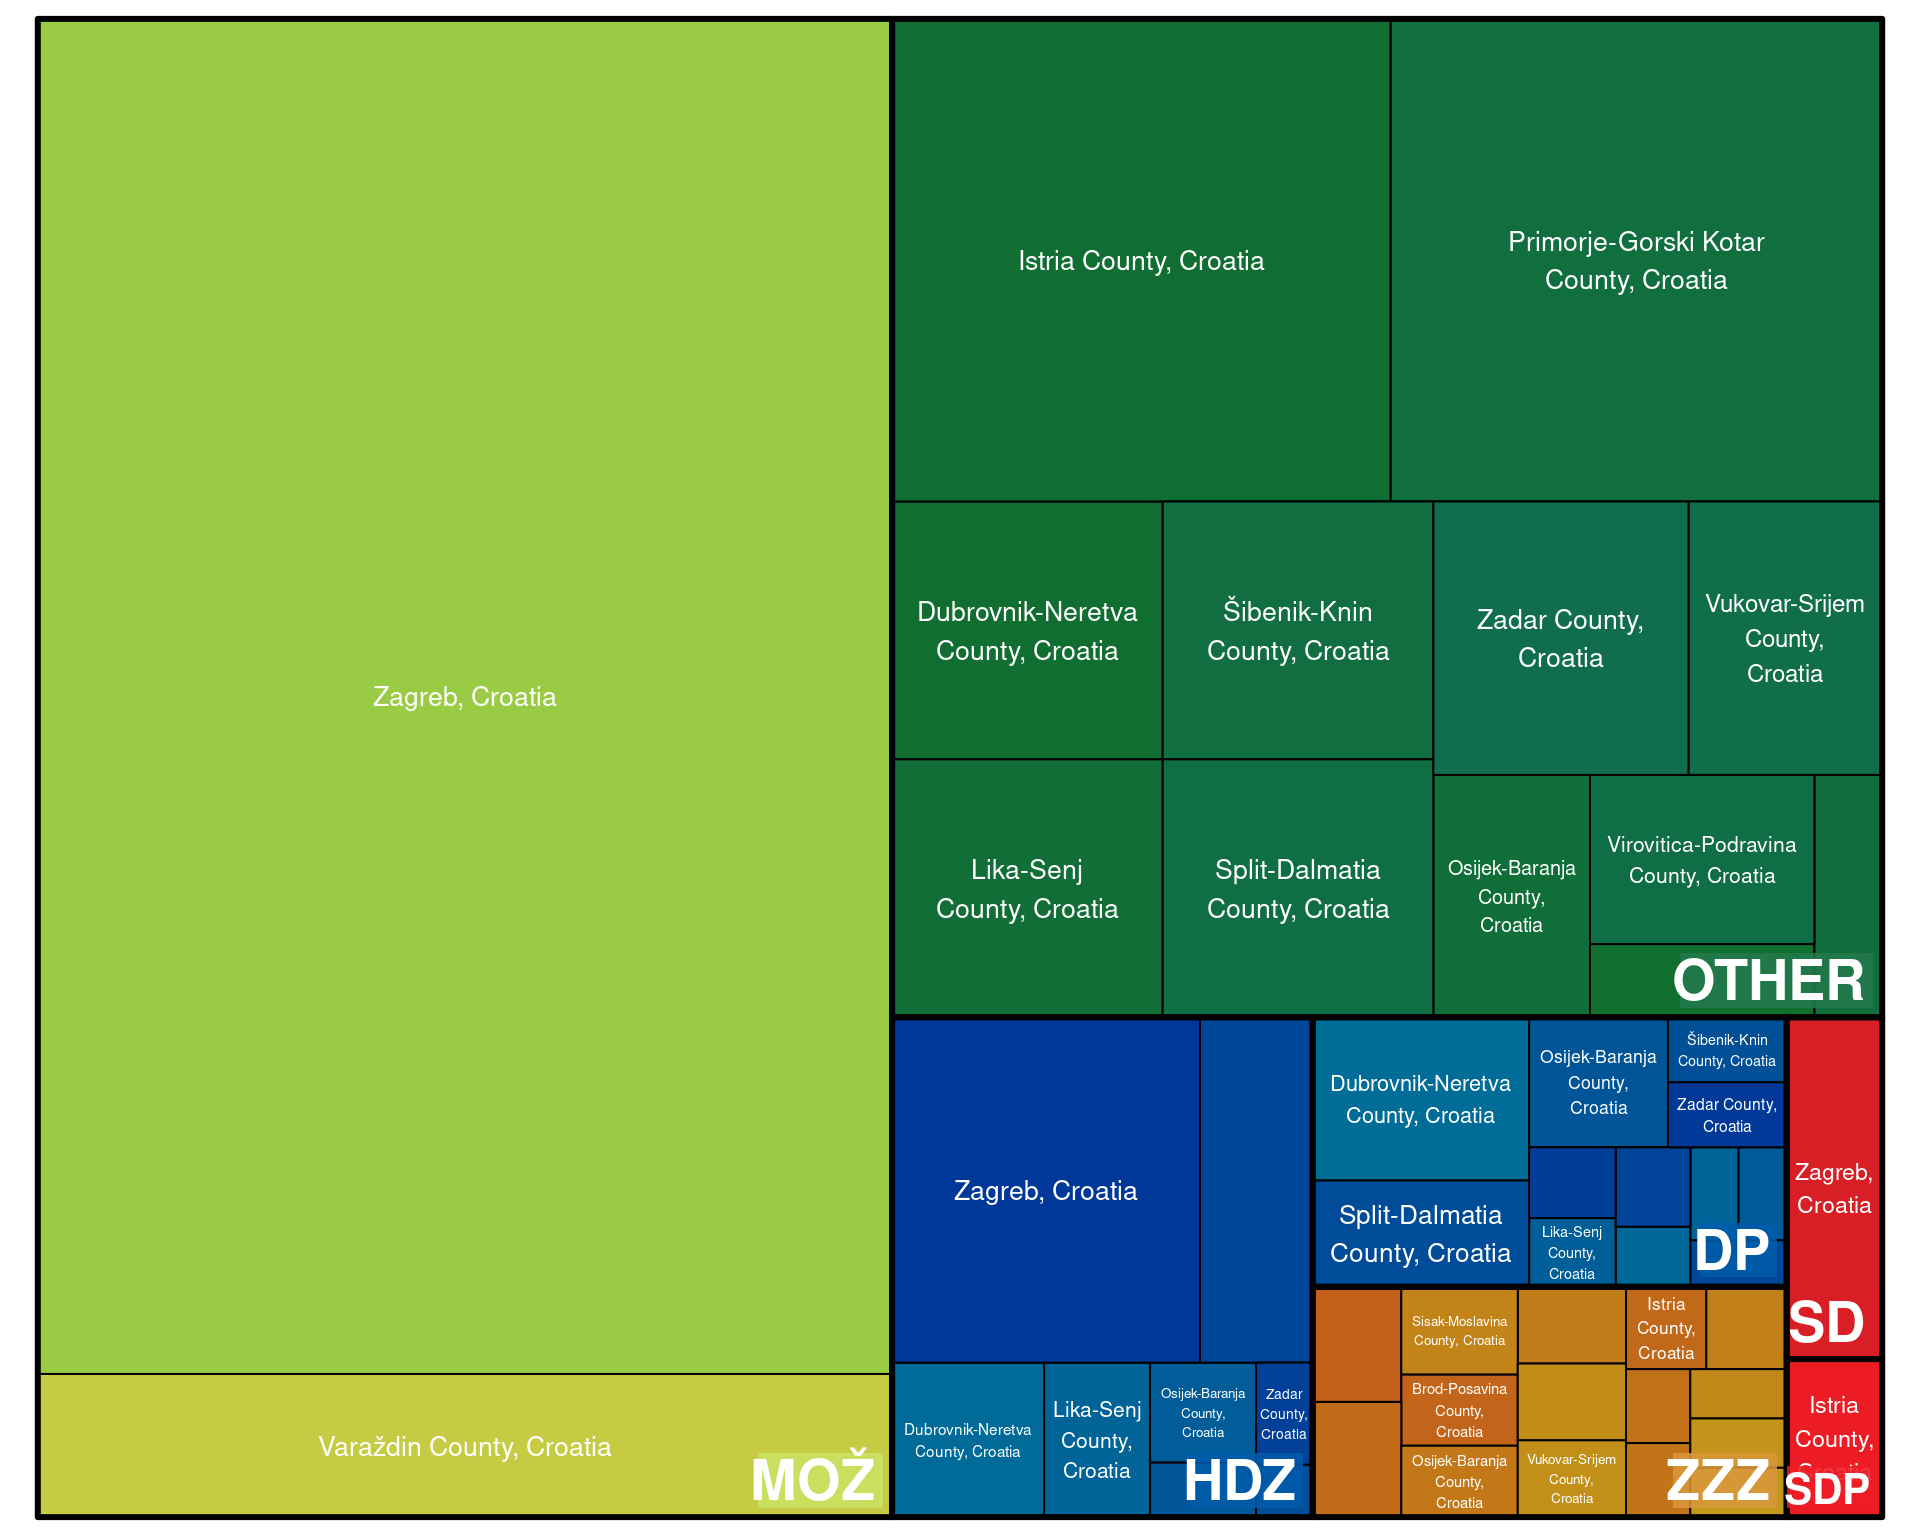 Zagreb, Croatia
Varaždin County, Croatia
MOŽ
Istria County, Croatia
Primorje-Gorski Kotar
County, Croatia
Dubrovnik-Neretva
County, Croatia
Šibenik-Knin
County, Croatia
Zadar County,
Croatia
Vukovar-Srijem
County,
Croatia
Lika-Senj
County, Croatia
Split-Dalmatia
County, Croatia
Osijek-Baranja
County,
Croatia
Virovitica-Podravina
County, Croatia
OTHER
Zagreb, Croatia
Dubrovnik-Neretva
County, Croatia
Lika-Senj
County,
Croatia
Osijek-Baranja
County,
Croatia
Zadar
County,
Croatia
HDZ
Dubrovnik-Neretva
County, Croatia
Split-Dalmatia
County, Croatia
Osijek-Baranja
County,
Croatia
Šibenik-Knin
County, Croatia
Zadar County,
Croatia
Lika-Senj
County,
Croatia
DP
Sisak-Moslavina
County, Croatia
Brod-Posavina
County,
Croatia
Osijek-Baranja
County,
Croatia
Vukovar-Srijem
County,
Croatia
Istria
County,
Croatia
ZZZ
Zagreb,
Croatia
SD
Istria
County,
Croatia
SDP